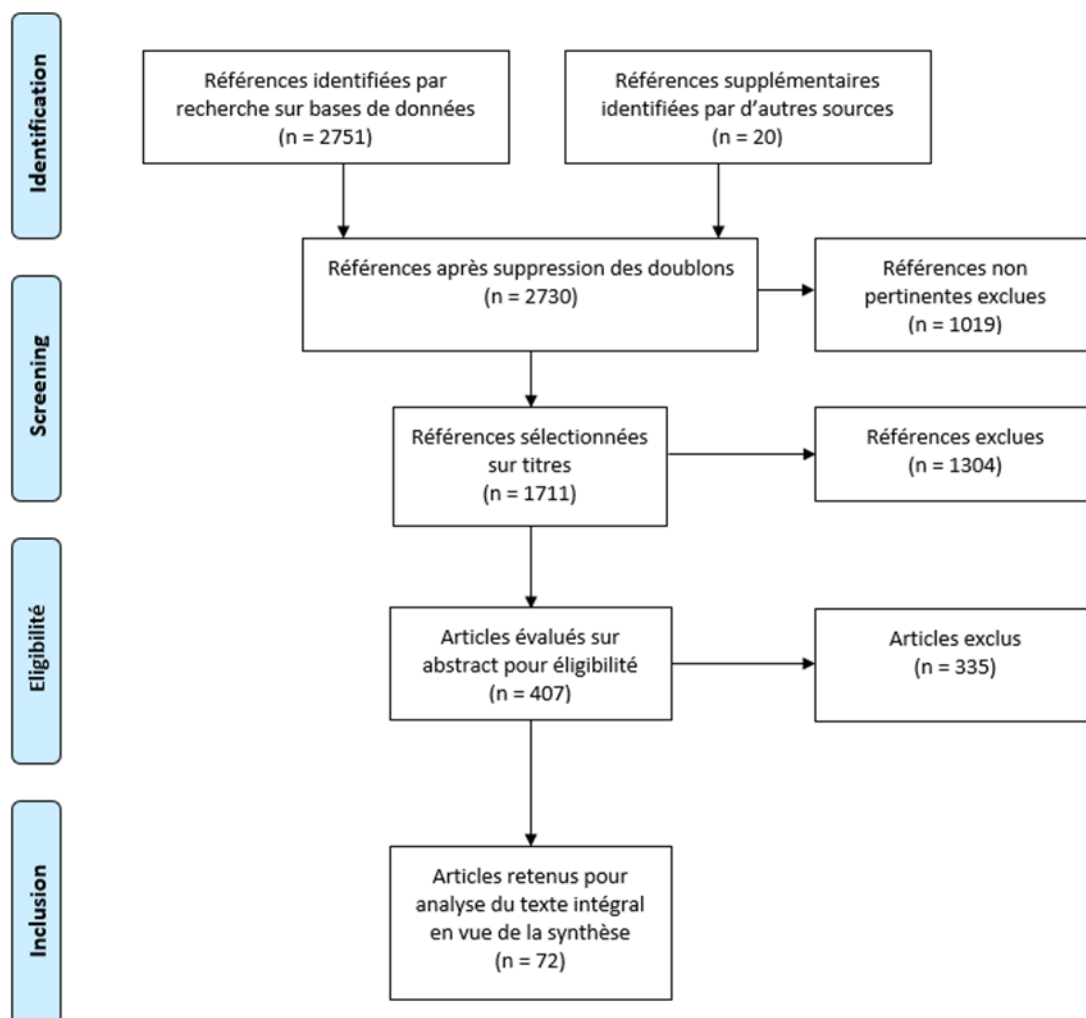 Identification
Références identifiées par
recherche sur bases de données
(n = 2751)
Références supplémentaires
identifiées par d'autres sources
(n = 20)
Références après suppression des doublons
(n = 2730)
Références non
pertinentes exclues
(n = 1019)
Screening
Références sélectionnées
sur titres
(n = 1711)
Références exclues
(n = 1304)
Eligibilité
Articles évalués sur
abstract pour éligibilité
(n = 407)
Articles exclus
(n = 335)
Inclusion
Articles retenus pour
analyse du texte intégral
en vue de la synthèse
(n = 72)